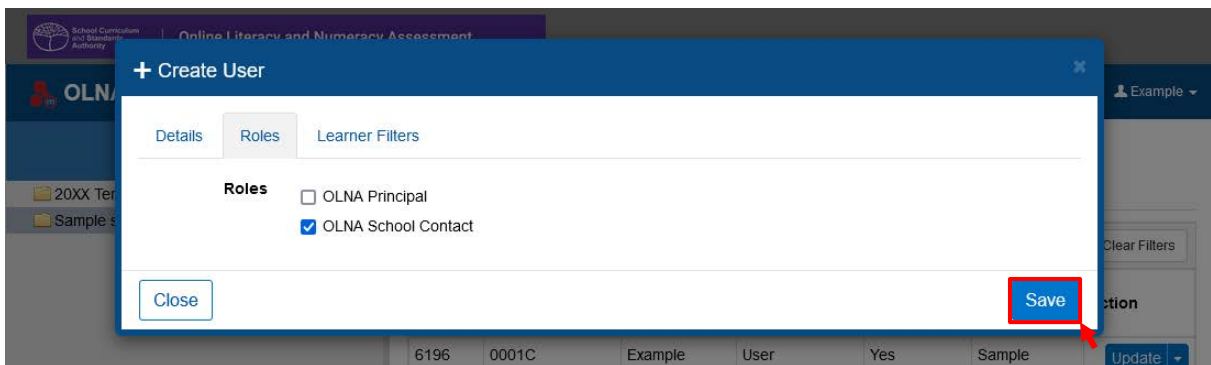 School Curriculum
and Standards
Authority
Online Literacy and Numeracy Assessment
+ Create User
×
OLNA
Example
Details Roles Learner Filters
20XX Ter
Roles
OLNA Principal
Sample s
OLNA School Contact
Clear Filters
Close Save
ction
6196 0001C Example User Yes Sample Update